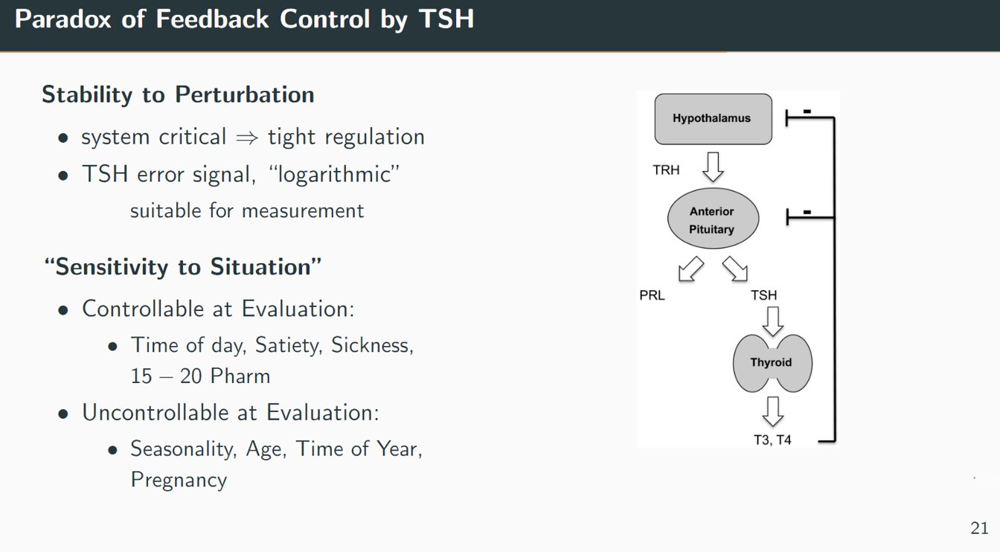 Paradox of Feedback Control by TSH
Stability to Perturbation
• system critical ⇒ tight regulation
• TSH error signal, “logarithmic”
suitable for measurement
“Sensitivity to Situation”
• Controllable at Evaluation:
• Time of day, Satiety, Sickness,
15 – 20 Pharm
• Uncontrollable at Evaluation:
• Seasonality, Age, Time of Year,
Pregnancy
Hypothalamus
-
TRH
Anterior
Pituitary
-
PRL
TSH
Thyroid
T3, T4
21